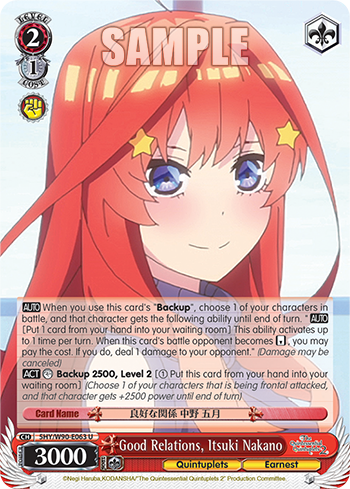 SAMPLE
LEVEL
2
1
COST
AUTO When you use this card's "Backup", choose 1 of your characters in
battle, and that character gets the following ability until end of turn. "AUTO
[Put 1 card from your hand into your waiting room] This ability activates up
to 1 time per turn. When this card's battle opponent becomes , you may
pay the cost. If you do, deal 1 damage to your opponent." (Damage may be
canceled)
ACT Backup 2500, Level 2 [① Put this card from your hand into your
waiting room] (Choose 1 of your characters that is being frontal attacked,
and that character gets +2500 power until end of turn)
Card Name 良好な関係 中野 五月
CH SHY/W90-E063 U
POWER 3000
Good Relations, Itsuki Nakano
The Quintessential Quintuplets 2
Quintuplets Earnest
©Negi Haruba,KODANSHA/"The Quintessential Quintuplets 2" Production Committee.